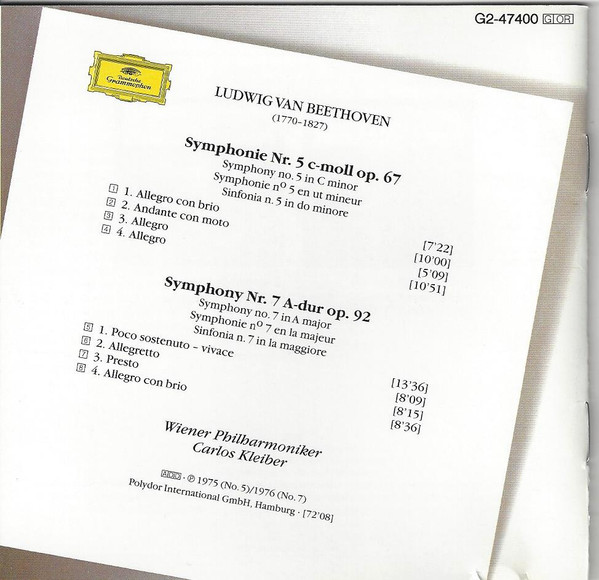 G2-47400 G OR
Deutsche
Grammophon
LUDWIG VAN BEETHOVEN
(1770–1827)
Symphonie Nr. 5 c-moll op. 67
Symphony no. 5 in C minor
Symphonie nº 5 en ut mineur
Sinfonia n. 5 in do minore
1 1. Allegro con brio [7'22]
2 2. Andante con moto [10'00]
3 3. Allegro [5'09]
4 4. Allegro [10'51]
Symphony Nr. 7 A-dur op. 92
Symphony no. 7 in A major
Symphonie nº 7 en la majeur
Sinfonia n. 7 in la maggiore
5 1. Poco sostenuto – vivace [13'36]
6 2. Allegretto [8'09]
7 3. Presto [8'15]
8 4. Allegro con brio [8'36]
Wiener Philharmoniker
Carlos Kleiber
ADD · ℗ 1975 (No. 5)/1976 (No. 7)
Polydor International GmbH, Hamburg · [72'08]